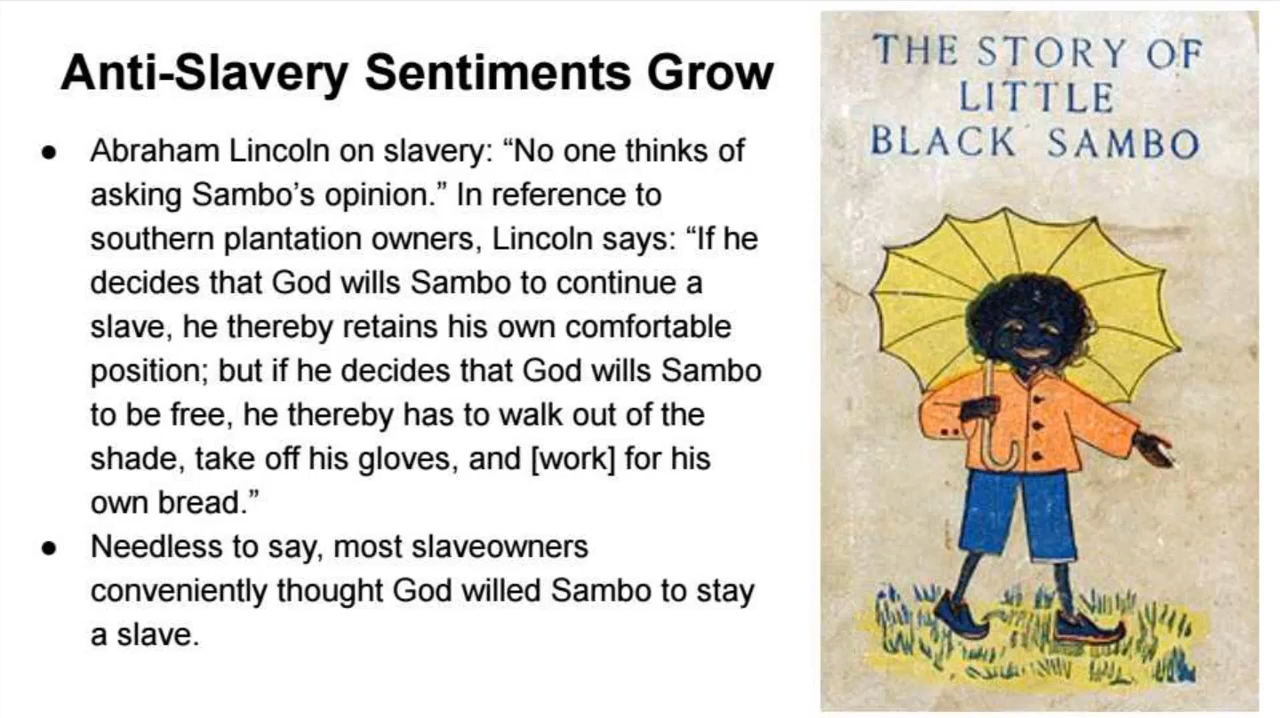 Anti-Slavery Sentiments Grow
● Abraham Lincoln on slavery: “No one thinks of
asking Sambo’s opinion.” In reference to
southern plantation owners, Lincoln says: “If he
decides that God wills Sambo to continue a
slave, he thereby retains his own comfortable
position; but if he decides that God wills Sambo
to be free, he thereby has to walk out of the
shade, take off his gloves, and [work] for his
own bread.”
● Needless to say, most slaveowners
conveniently thought God willed Sambo to stay
a slave.
THE STORY OF
LITTLE
BLACK SAMBO